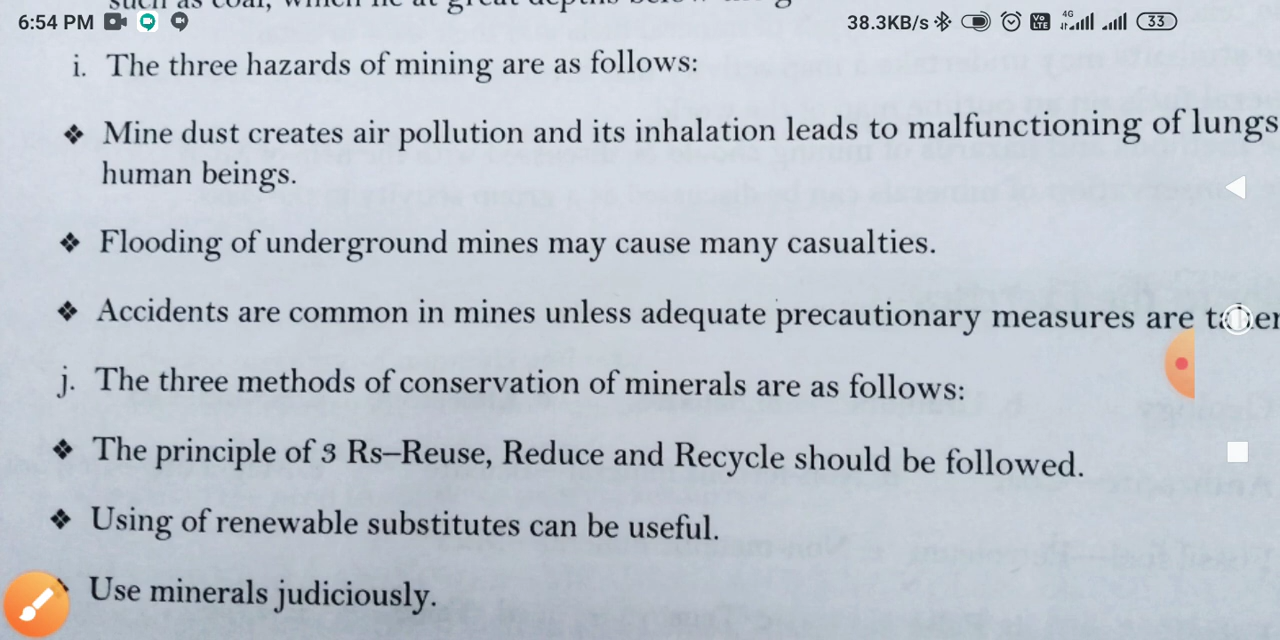 6:54 PM 38.3KB/s Vo LTE 4G 33
i. The three hazards of mining are as follows:
❖ Mine dust creates air pollution and its inhalation leads to malfunctioning of lungs
human beings.
❖ Flooding of underground mines may cause many casualties.
❖ Accidents are common in mines unless adequate precautionary measures are
j. The three methods of conservation of minerals are as follows:
❖ The principle of 3 Rs–Reuse, Reduce and Recycle should be followed.
❖ Using of renewable substitutes can be useful.
Use minerals judiciously.